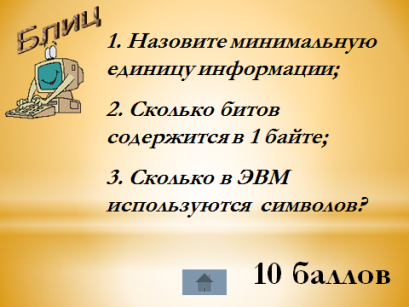 Блиц
1. Назовите минимальную
единицу информации;
2. Сколько битов
содержится в 1 байте;
3. Сколько в ЭВМ
используются символов?
10 баллов